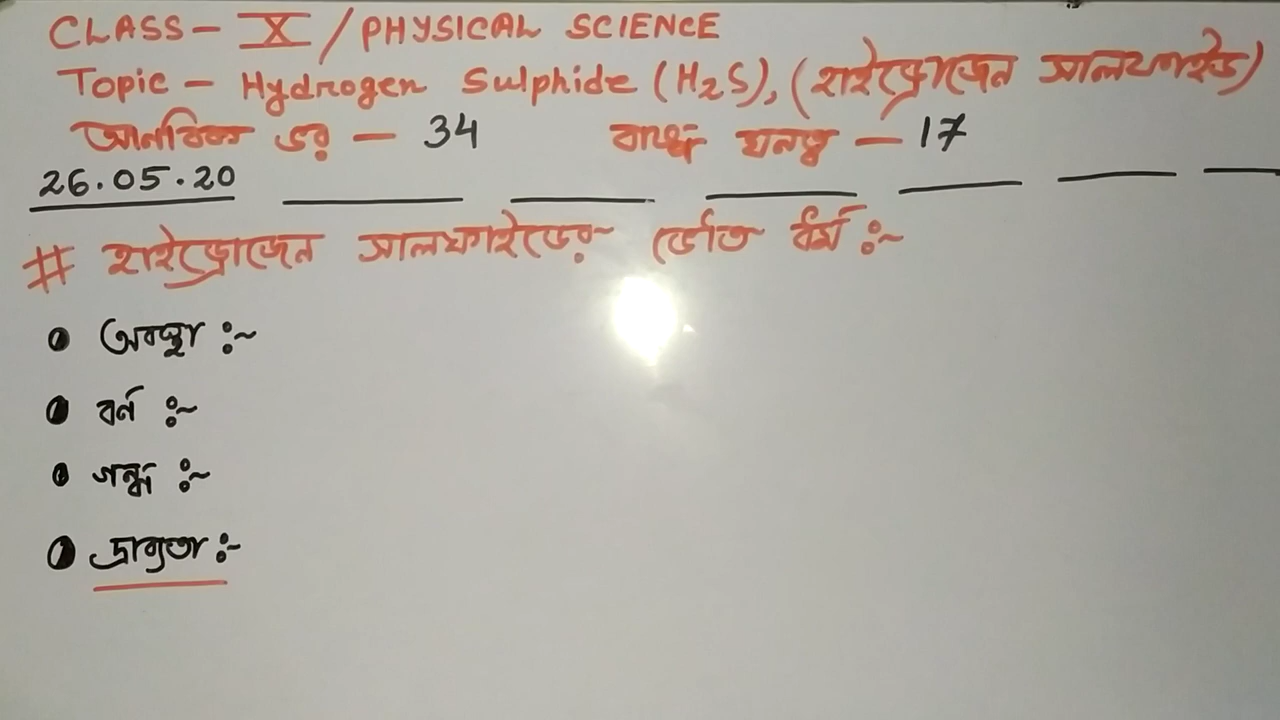 CLASS – X / PHYSICAL SCIENCE
Topic – Hydrogen Sulphide (H2S), (হাইড্রোজেন সালফাইড)
আনবিক ভর – 34 বাষ্প ঘনত্ব – 17
26.05.20
# হাইড্রোজেন সালফাইডের ভৌত ধর্ম :~
• অবস্থা :~
• বর্ন :~
• গন্ধ :~
• দ্রাব্যতা :~